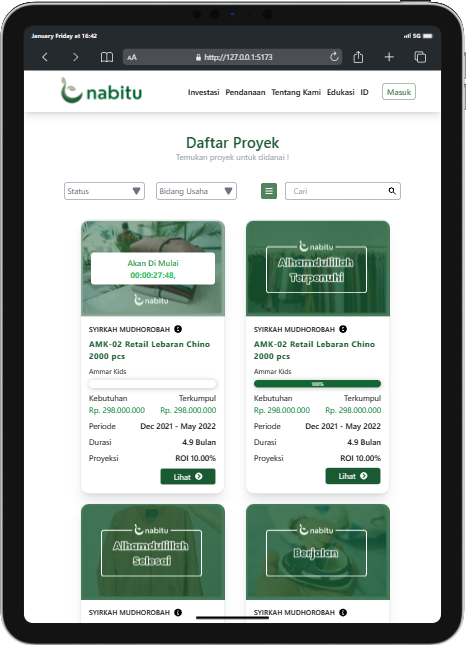 January Friday at 16:42
5G
AA
http://127.0.0.1:5173
nabitu
Investasi Pendanaan Tentang Kami Edukasi ID Masuk
Daftar Proyek
Temukan proyek untuk didanai !
Status
Bidang Usaha
Cari
Akan Di Mulai
00:00:27:48,
nabitu
SYIRKAH MUDHOROBAH
AMK-02 Retail Lebaran Chino
2000 pcs
Ammar Kids
Kebutuhan Terkumpul
Rp. 298.000.000 Rp. 298.000.000
Periode Dec 2021 - May 2022
Durasi 4.9 Bulan
Proyeksi ROI 10.00%
Lihat
nabitu
Alhamdulillah
Terpenuhi
SYIRKAH MUDHOROBAH
AMK-02 Retail Lebaran Chino
2000 pcs
Ammar Kids
100%
Kebutuhan Terkumpul
Rp. 298.000.000 Rp. 298.000.000
Periode Dec 2021 - May 2022
Durasi 4.9 Bulan
Proyeksi ROI 10.00%
Lihat
nabitu
Alhamdulillah
Selesai
SYIRKAH MUDHOROBAH
nabitu
Berjalan
SYIRKAH MUDHOROBAH